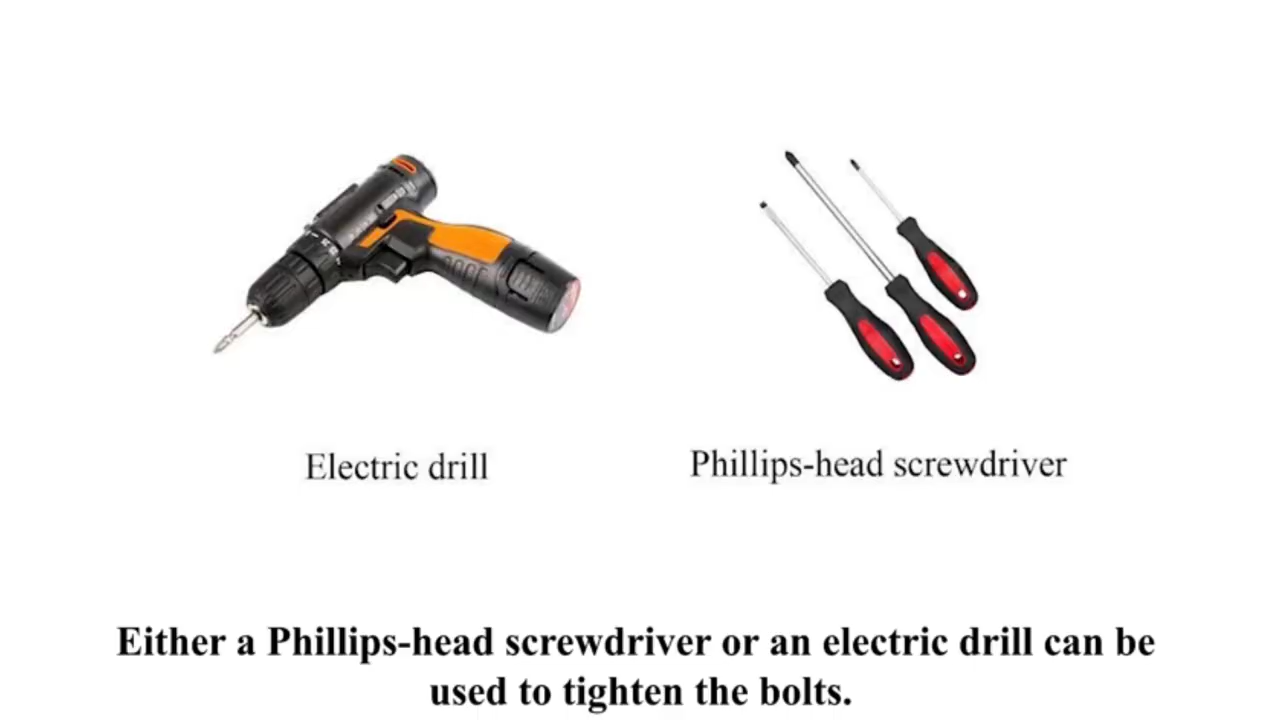 Electric drill
Phillips-head screwdriver
Either a Phillips-head screwdriver or an electric drill can be
used to tighten the bolts.